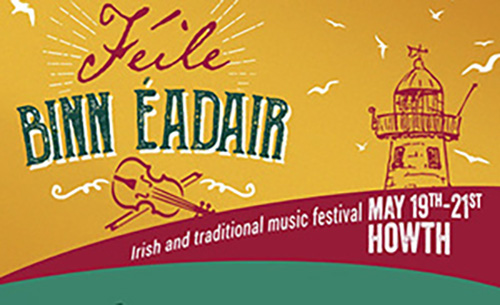 Féile
BINN ÉADAIR
Irish and traditional music festival
MAY 19TH-21ST
HOWTH